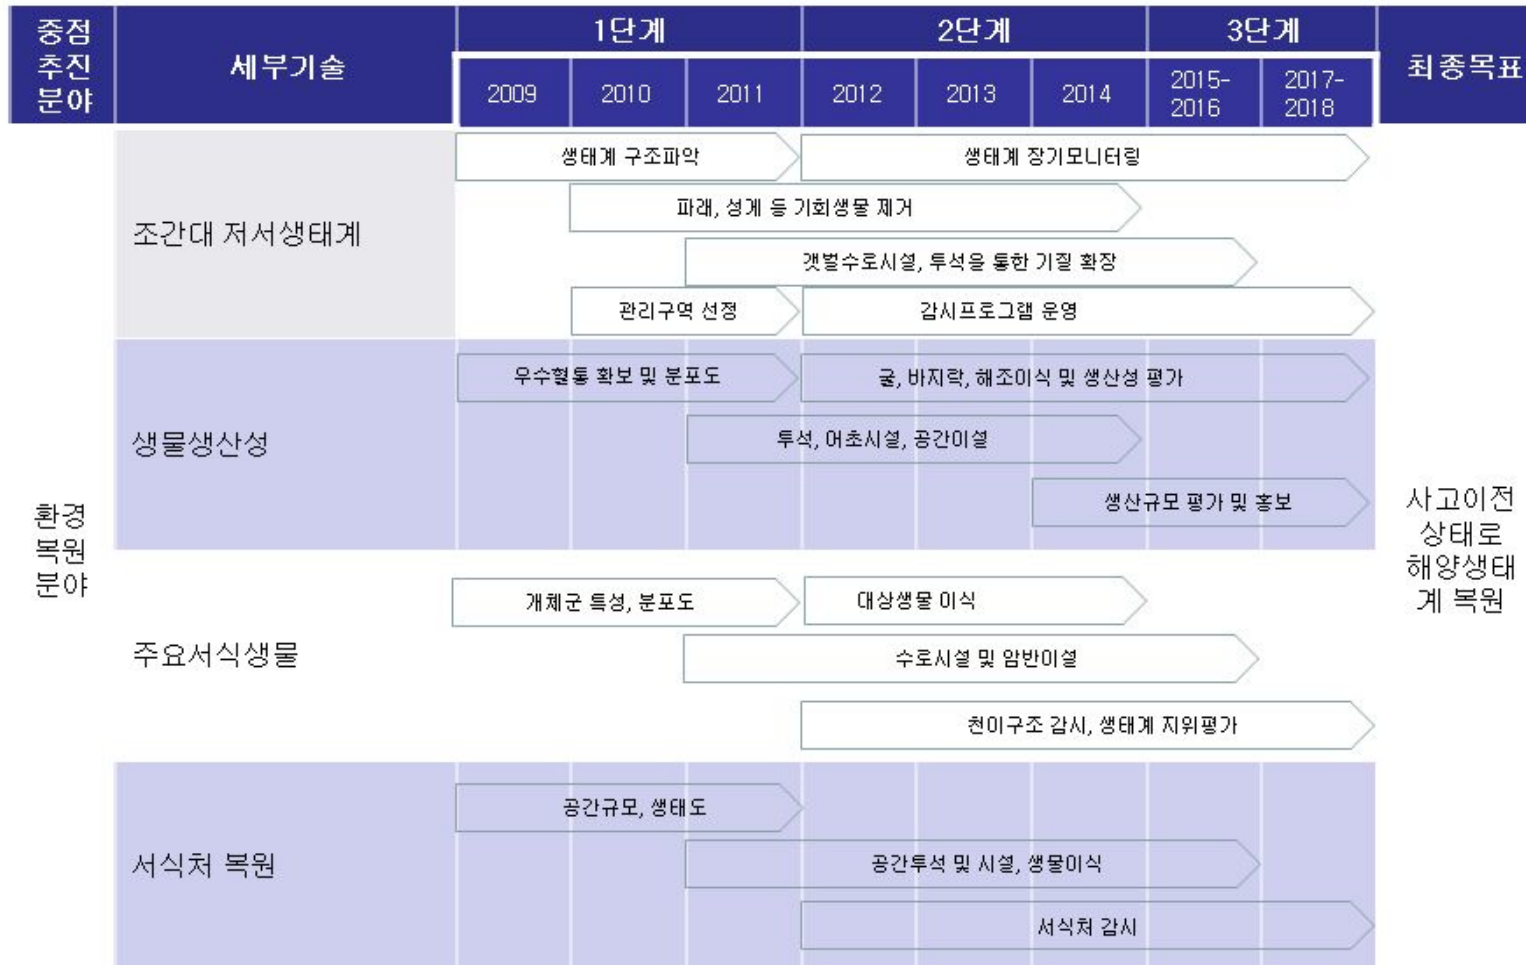 중점
추진
분야
세부기술
1단계
2단계
3단계
최종목표
2009
2010
2011
2012
2013
2014
2015-
2016
2017-
2018
환경
복원
분야
조간대 저서생태계
생태계 구조파악
생태계 장기모니터링
파래, 성게 등 기회생물 제거
갯벌수로시설, 투석을 통한 기질 확장
관리구역 선정
감시프로그램 운영
생물생산성
우수혈통 확보 및 분포도
굴, 바지락, 해조이식 및 생산성 평가
투석, 어초시설, 공간이설
생산규모 평가 및 홍보
주요서식생물
개체군 특성, 분포도
대상생물 이식
수로시설 및 암반이설
천이구조 감시, 생태계 지위평가
서식처 복원
공간규모, 생태도
공간투석 및 시설, 생물이식
서식처 감시
사고이전
상태로
해양생태
계 복원